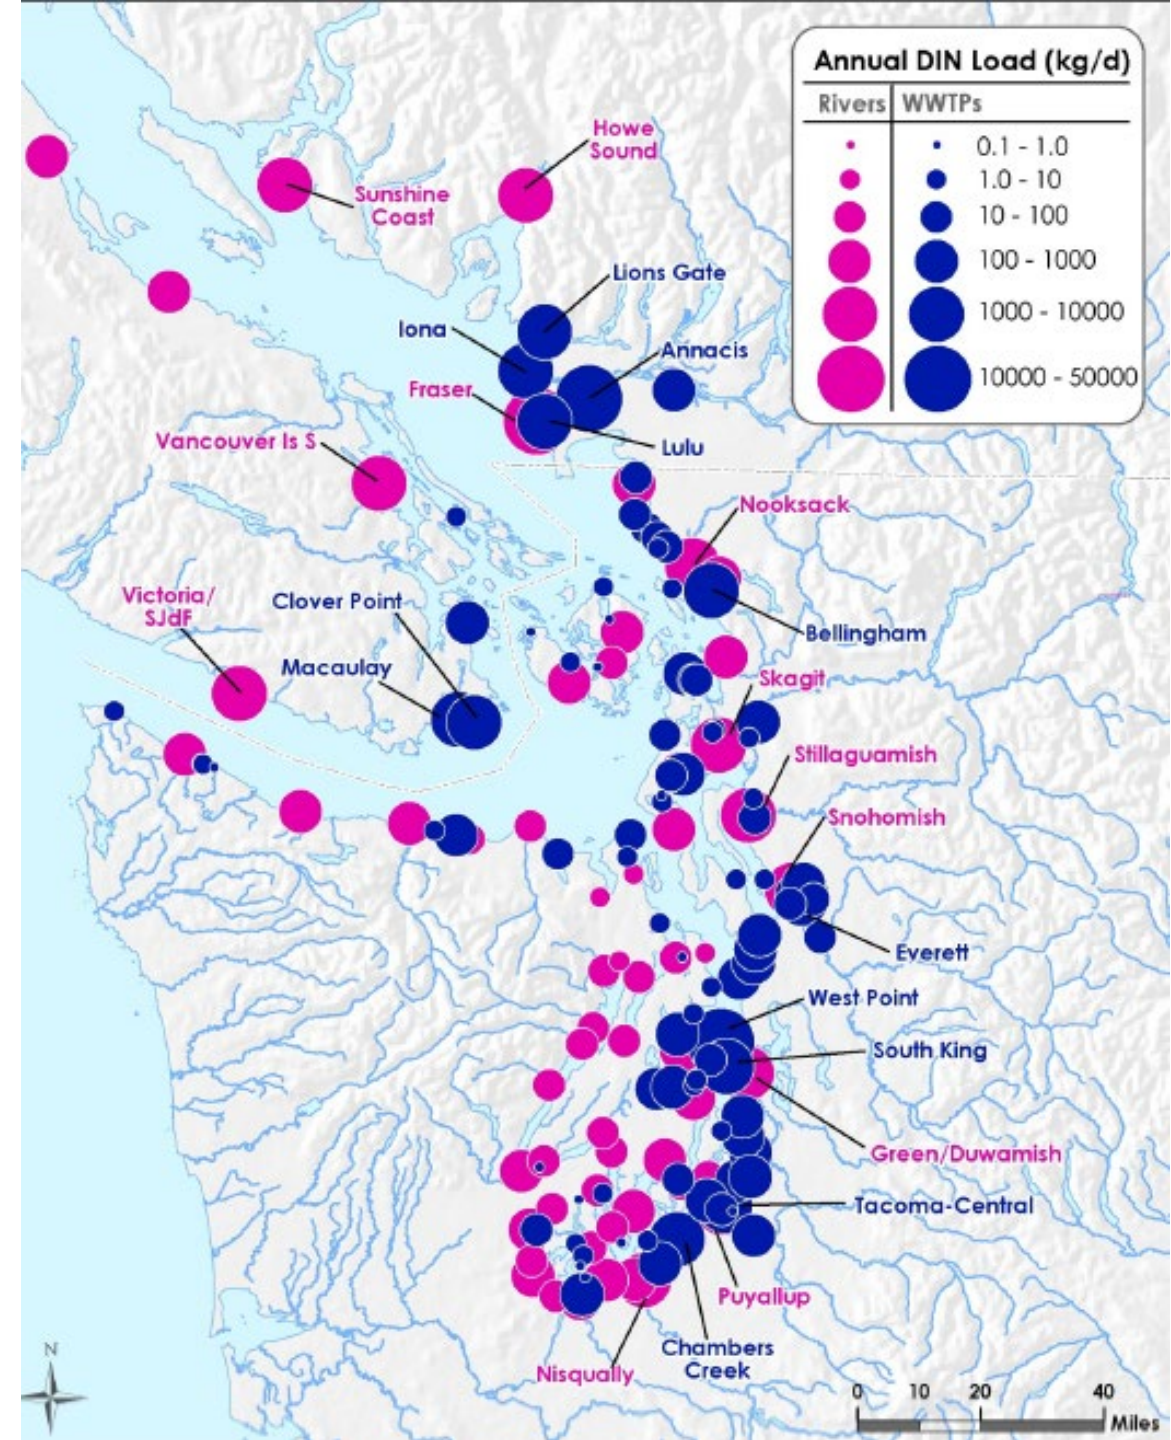 Annual DIN Load (kg/d)
Rivers WWTPs
0.1 - 1.0
1.0 - 10
10 - 100
100 - 1000
1000 - 10000
10000 - 50000
Howe
Sound
Sunshine
Coast
Lions Gate
Iona
Annacis
Fraser
Vancouver Is S
Lulu
Nooksack
Victoria/
SJdF
Clover Point
Bellingham
Macaulay
Skagit
Stillaguamish
Snohomish
Everett
West Point
South King
Green/Duwamish
Tacoma-Central
Puyallup
Chambers
Creek
Nisqually
N
0 10 20 40
Miles